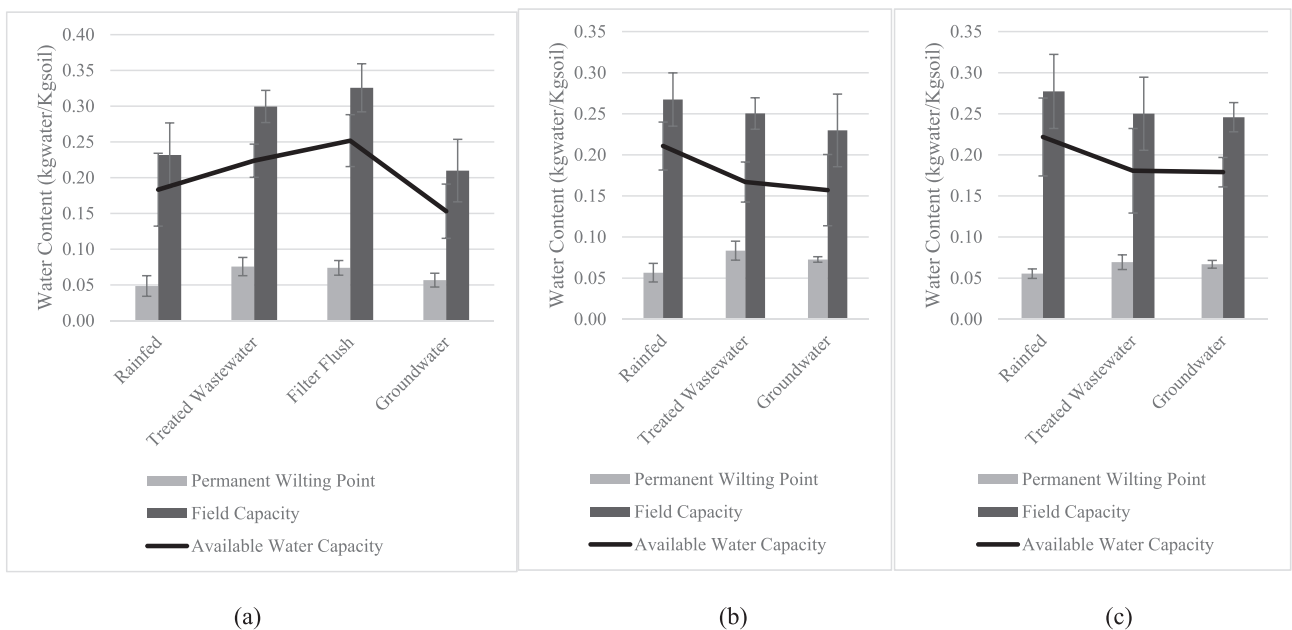 Water Content (kgwater/Kgsoil)
0.40
0.35
0.30
0.25
0.20
0.15
0.10
0.05
0.00
Rainfed
Treated Wastewater
Filter Flush
Groundwater
Permanent Wilting Point
Field Capacity
Available Water Capacity
(a)
Water Content (kgwater/Kgsoil)
0.35
0.30
0.25
0.20
0.15
0.10
0.05
0.00
Rainfed
Treated Wastewater
Groundwater
Permanent Wilting Point
Field Capacity
Available Water Capacity
(b)
Water Content (kgwater/Kgsoil)
0.35
0.30
0.25
0.20
0.15
0.10
0.05
0.00
Rainfed
Treated Wastewater
Groundwater
Permanent Wilting Point
Field Capacity
Available Water Capacity
(c)